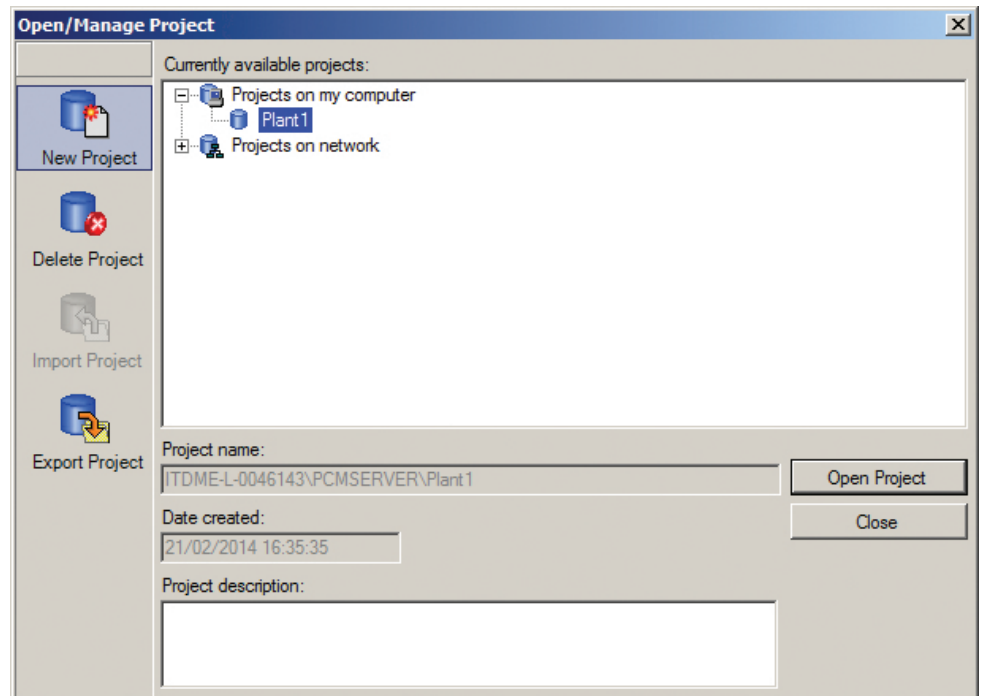 Open/Manage Project
Currently available projects:
Projects on my computer
Plant1
Projects on network
New Project
Delete Project
Import Project
Export Project
Project name:
ITDME-L-0046143\PCMSERVER\Plant1
Open Project
Date created:
Close
21/02/2014 16:35:35
Project description: